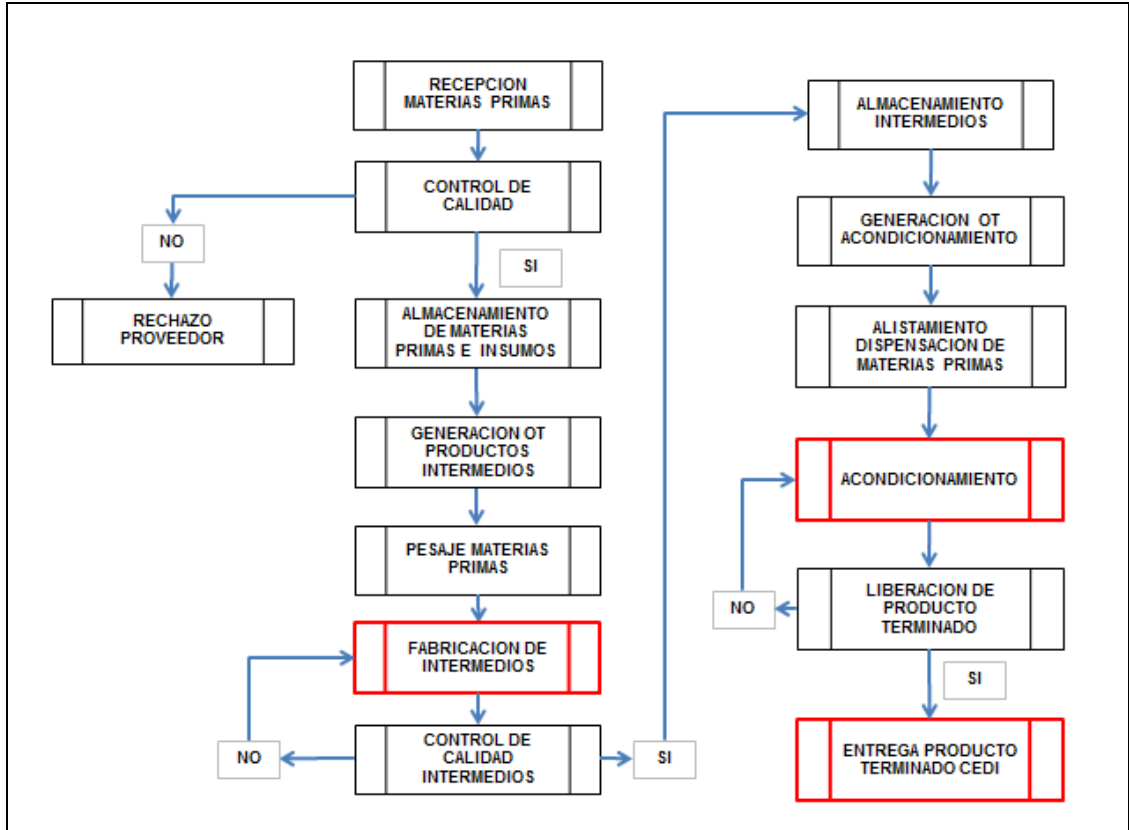 RECEPCION
MATERIAS PRIMAS
CONTROL DE
CALIDAD
NO
SI
RECHAZO
PROVEEDOR
ALMACENAMIENTO
DE MATERIAS
PRIMAS E INSUMOS
GENERACION OT
PRODUCTOS
INTERMEDIOS
PESAJE MATERIAS
PRIMAS
FABRICACION DE
INTERMEDIOS
CONTROL DE
CALIDAD
INTERMEDIOS
NO
SI
ALMACENAMIENTO
INTERMEDIOS
GENERACION OT
ACONDICIONAMIENTO
ALISTAMIENTO
DISPENSACION DE
MATERIAS PRIMAS
ACONDICIONAMIENTO
LIBERACION DE
PRODUCTO
TERMINADO
NO
SI
ENTREGA PRODUCTO
TERMINADO CEDI